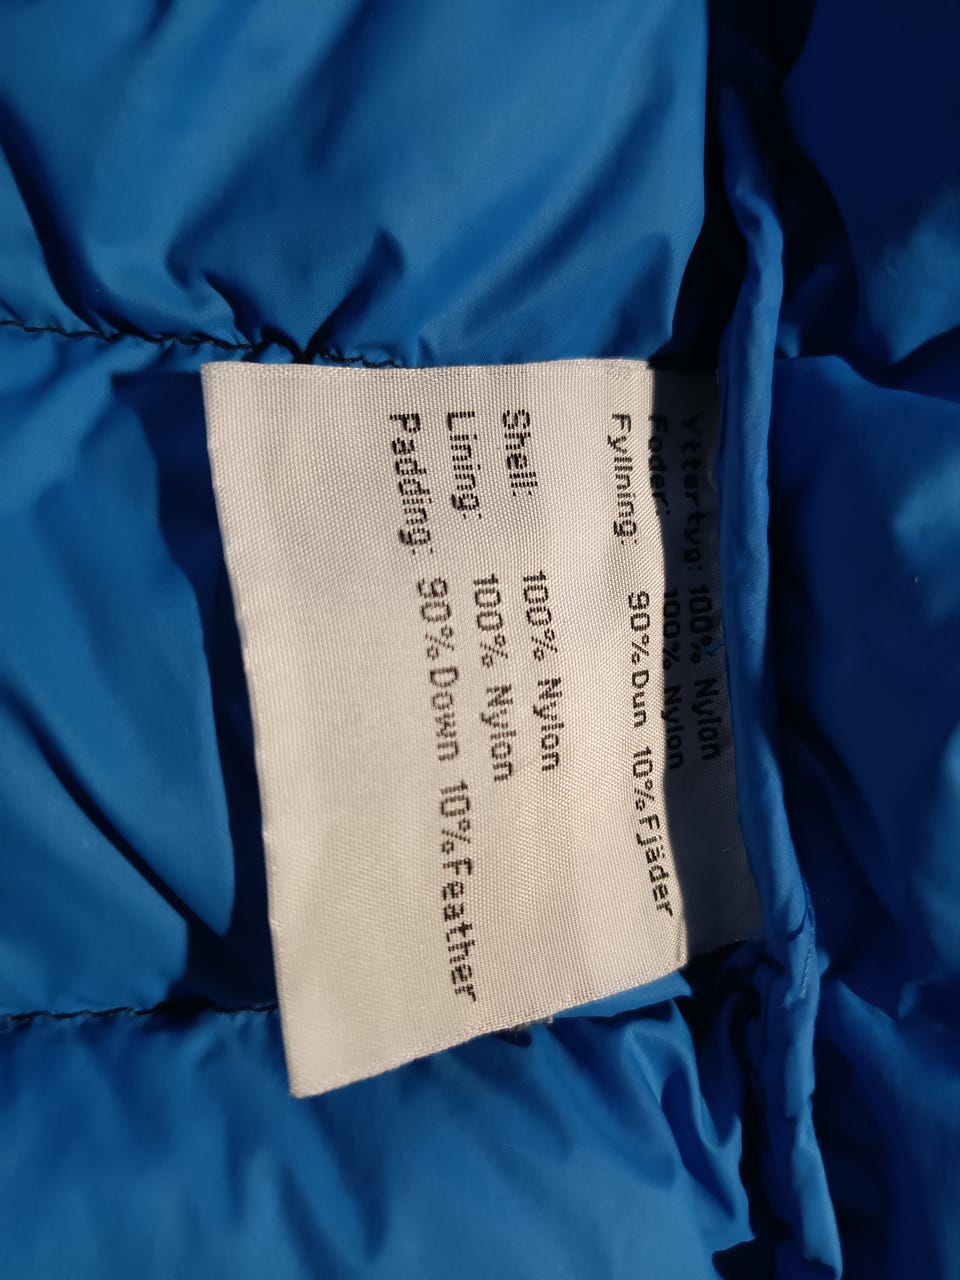 Yttertyg: 100% Nylon
Foder: 100% Nylon
Fyllning: 90% Dun 10% Fjäder
Shell: 100% Nylon
Lining: 100% Nylon
Padding: 90% Down 10% Feather